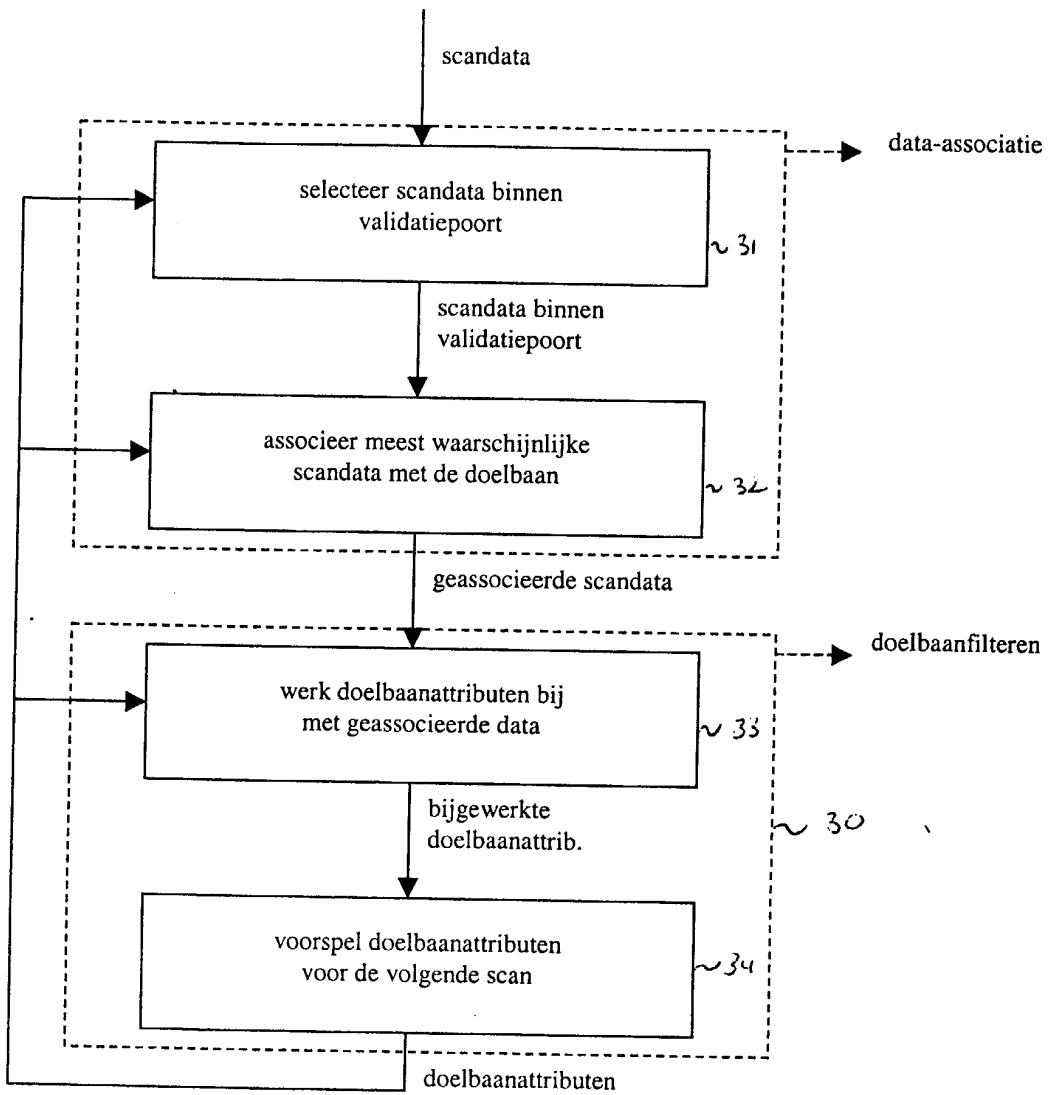 scandata
data-associatie
selecteer scandata binnen
validatiepoort
~ 31
scandata binnen
validatiepoort
associeer meest waarschijnlijke
scandata met de doelbaan
~ 32
geassocieerde scandata
doelbaanfilteren
werk doelbaanattributen bij
met geassocieerde data
~ 33
bijgewerkte
doelbaanattrib.
~ 30
voorspel doelbaanattributen
voor de volgende scan
~ 34
doelbaanattributen